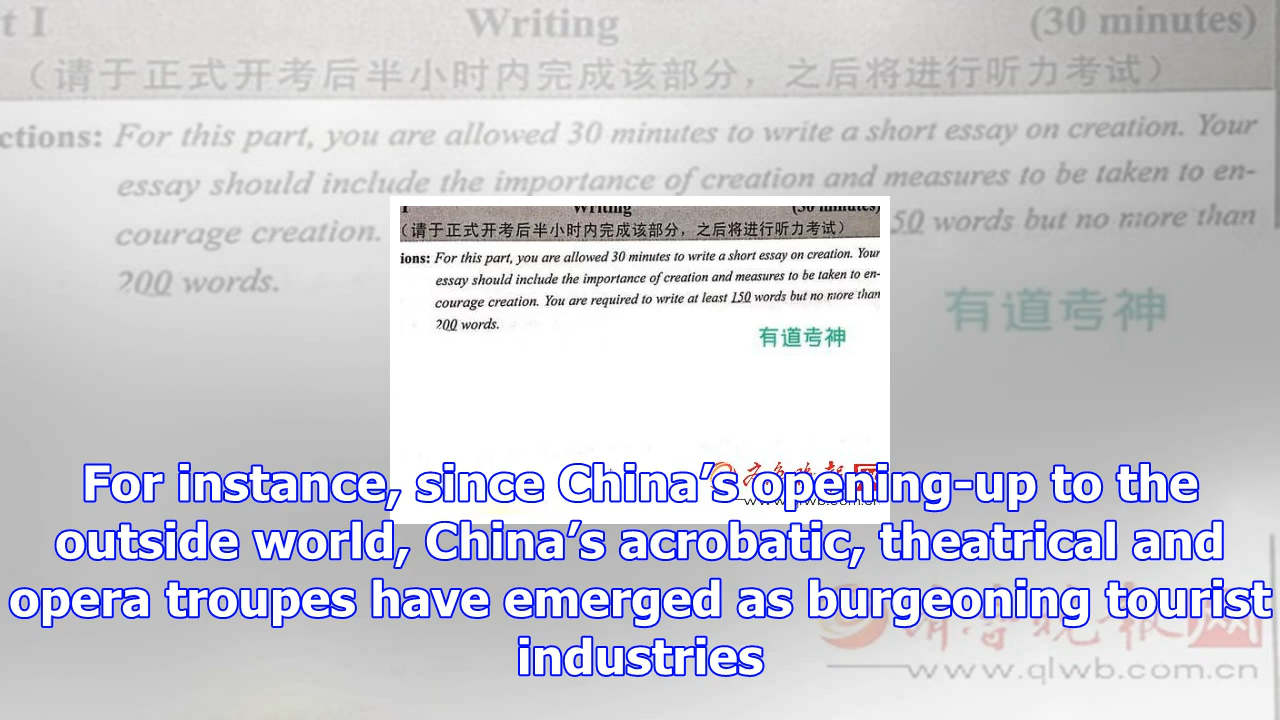 t I Writing (30 minutes)
（请于正式开考后半小时内完成该部分，之后将进行听力考试）
ctions: For this part, you are allowed 30 minutes to write a short essay on creation. Your
essay should include the importance of creation and measures to be taken to en-
courage creation. 50 words but no more than
200 words.
有道考神
I Writing (30 minutes)
（请于正式开考后半小时内完成该部分，之后将进行听力考试）
ions: For this part, you are allowed 30 minutes to write a short essay on creation. Your
essay should include the importance of creation and measures to be taken to en-
courage creation. You are required to write at least 150 words but no more than
200 words.
有道考神
For instance, since China’s opening-up to the
outside world, China’s acrobatic, theatrical and
opera troupes have emerged as burgeoning tourist
industries
齐鲁晚报网
www.qlwb.com.cn